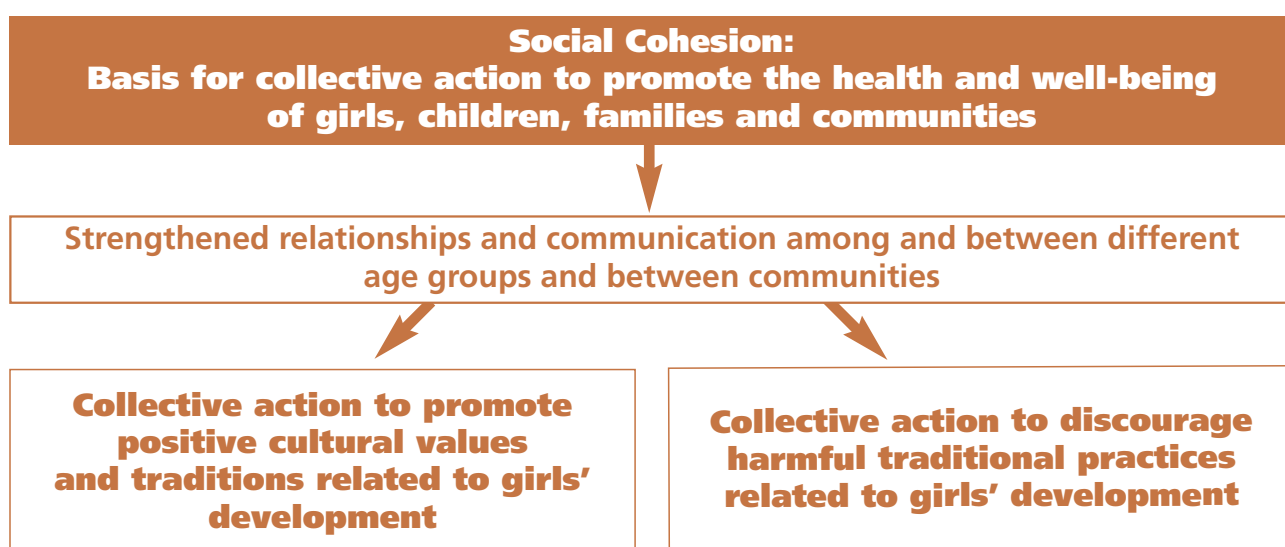 Social Cohesion:
Basis for collective action to promote the health and well-being
of girls, children, families and communities
Strengthened relationships and communication among and between different
age groups and between communities
Collective action to promote
positive cultural values
and traditions related to girls’
development
Collective action to discourage
harmful traditional practices
related to girls’ development